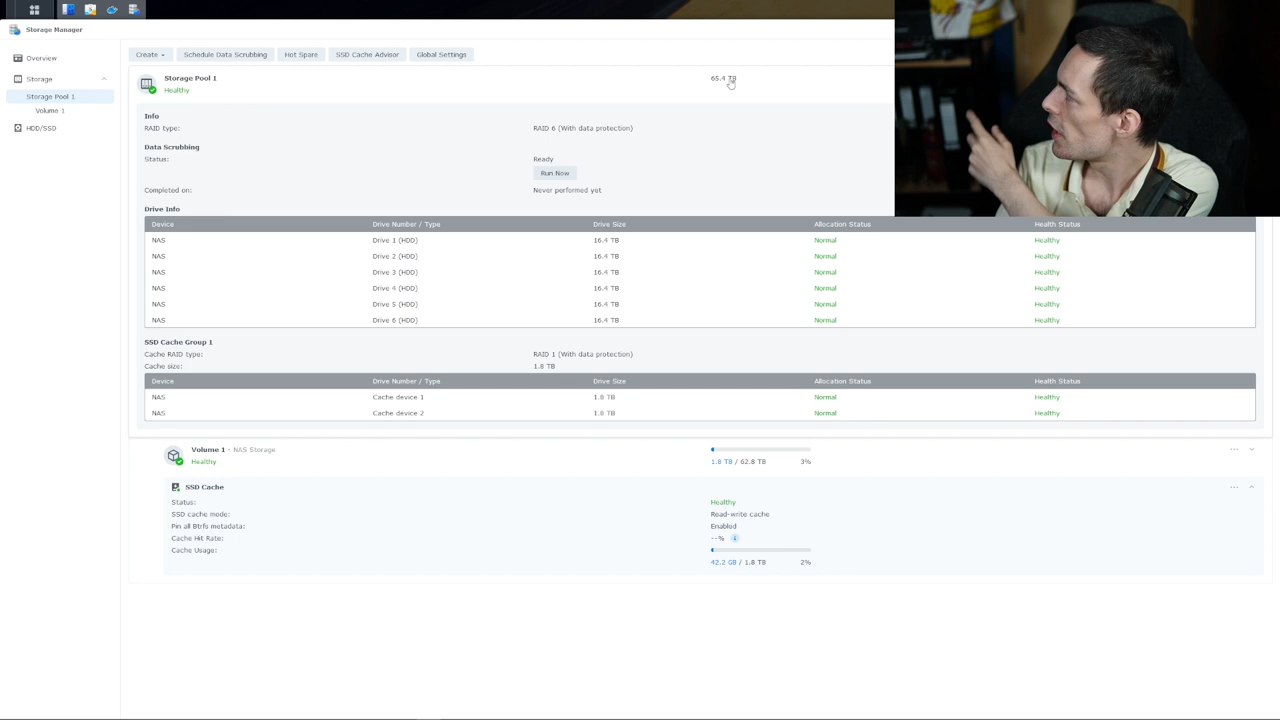 Storage Manager
Overview
Storage
Storage Pool 1
Volume 1
HDD/SSD
Create
Schedule Data Scrubbing
Hot Spare
SSD Cache Advisor
Global Settings
Storage Pool 1
65.4 TB
Healthy
Info
RAID type: RAID 6 (With data protection)
Data Scrubbing
Status: Ready
Run Now
Completed on: Never performed yet
Drive Info
Device Drive Number / Type Drive Size Allocation Status Health Status
NAS Drive 1 (HDD) 16.4 TB Normal Healthy
NAS Drive 2 (HDD) 16.4 TB Normal Healthy
NAS Drive 3 (HDD) 16.4 TB Normal Healthy
NAS Drive 4 (HDD) 16.4 TB Normal Healthy
NAS Drive 5 (HDD) 16.4 TB Normal Healthy
NAS Drive 6 (HDD) 16.4 TB Normal Healthy
SSD Cache Group 1
Cache RAID type: RAID 1 (With data protection)
Cache size: 1.8 TB
Device Drive Number / Type Drive Size Allocation Status Health Status
NAS Cache device 1 1.8 TB Normal Healthy
NAS Cache device 2 1.8 TB Normal Healthy
Volume 1 - NAS Storage
Healthy
1.8 TB / 62.8 TB 3%
SSD Cache
Status: Healthy
SSD cache mode: Read-write cache
Pin all Btrfs metadata: Enabled
Cache Hit Rate: --%
Cache Usage:
42.2 GB / 1.8 TB 2%